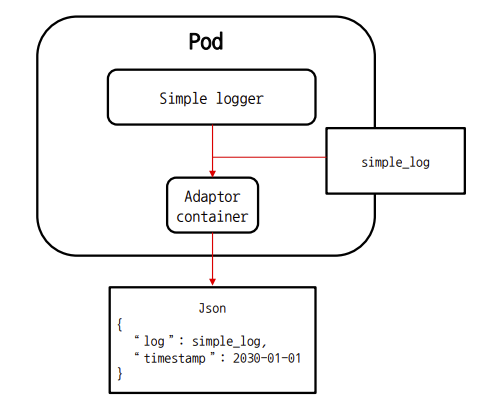 Pod
Simple logger
simple_log
Adaptor
container
Json
{
“log”: simple_log,
“timestamp”: 2030-01-01
}